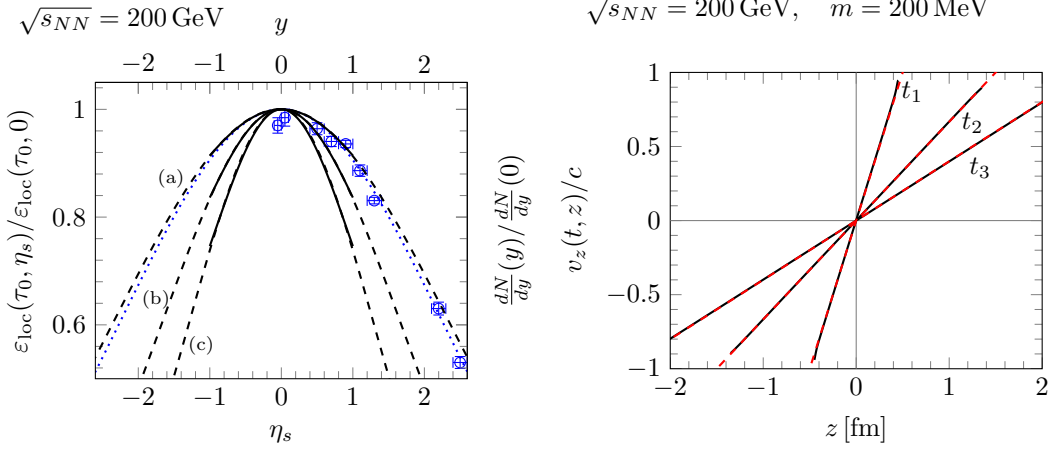 √s_NN = 200 GeV
y
−2 −1 0 1 2
1
0.8
0.6
ε_loc(τ_0, η_s)/ε_loc(τ_0, 0)
(a)
(b)
(c)
−2 −1 0 1 2
η_s
dN/dy(y)/dN/dy(0)
√s_NN = 200 GeV, m = 200 MeV
1
0.5
0
−0.5
−1
v_z(t, z)/c
t_1
t_2
t_3
−2 −1 0 1 2
z [fm]